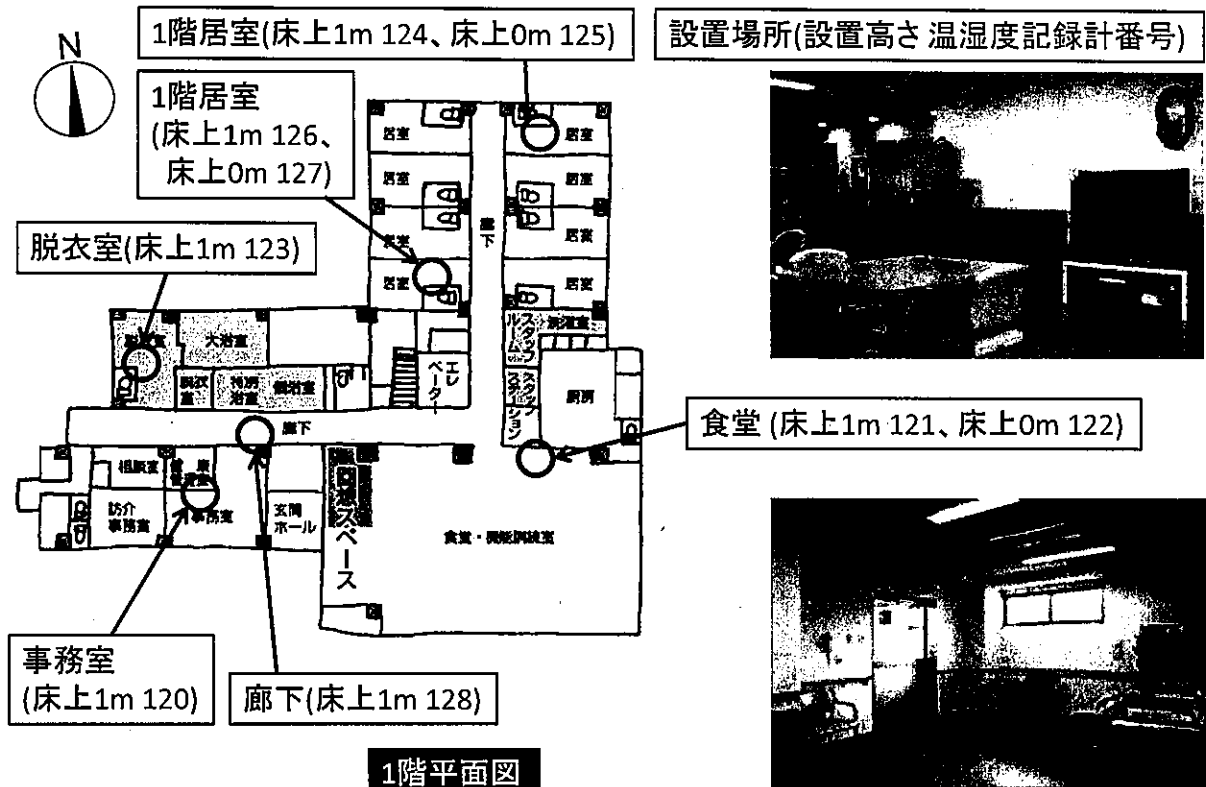 N
1階居室(床上1m 124、床上0m 125)
設置場所(設置高さ 温湿度記録計番号)
1階居室
(床上1m 126、
床上0m 127)
脱衣室(床上1m 123)
居室
居室
居室
居室
居室
居室
居室
居室
廊下
大浴室
脱衣
室
特別
浴室
個浴室
エレ
ベーター
スタッフ
ルーム
洗濯室
スタッフ
ステーション
厨房
廊下
食堂 (床上1m 121、床上0m 122)
相談室
訪介
事務室
事務室
玄関
ホール
スペース
食堂・機能訓練室
事務室
(床上1m 120)
廊下(床上1m 128)
1階平面図